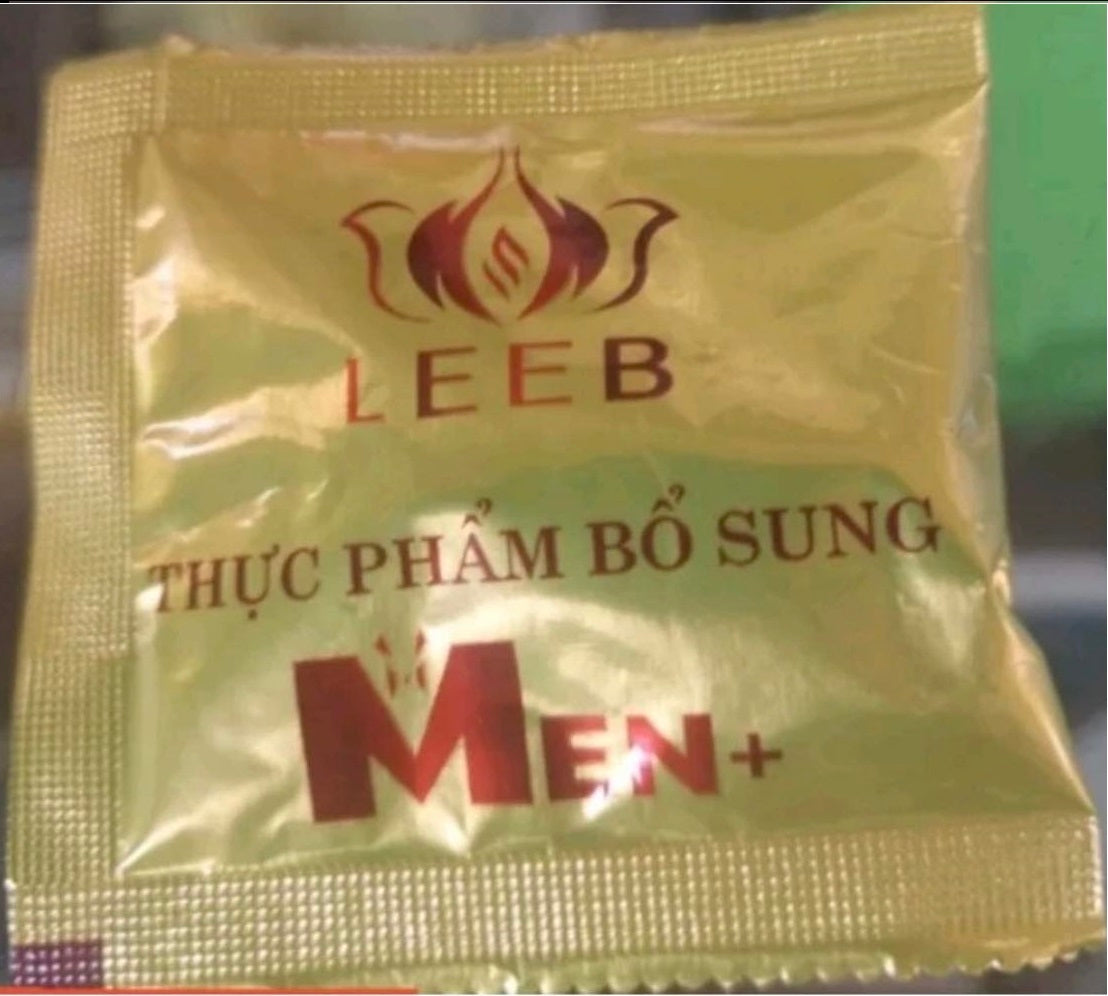 LEEB
THỰC PHẨM BỔ SUNG
MEN+